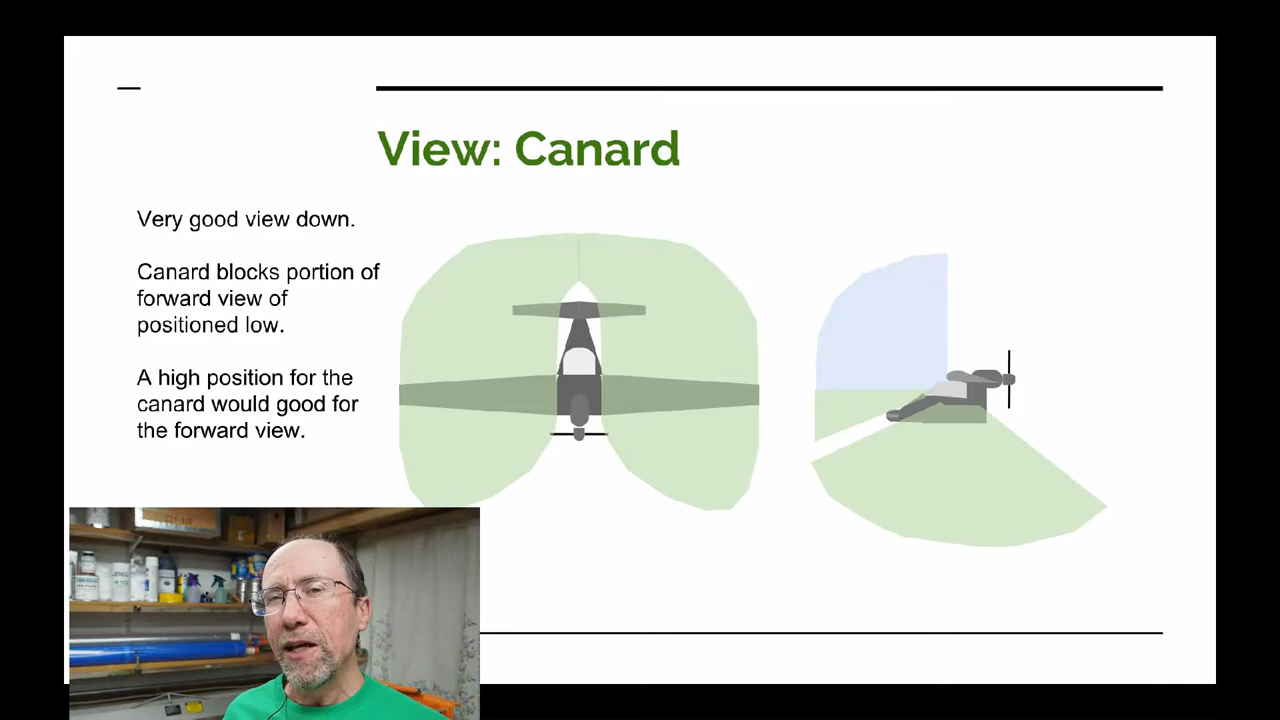 View: Canard
Very good view down.
Canard blocks portion of
forward view of
positioned low.
A high position for the
canard would good for
the forward view.